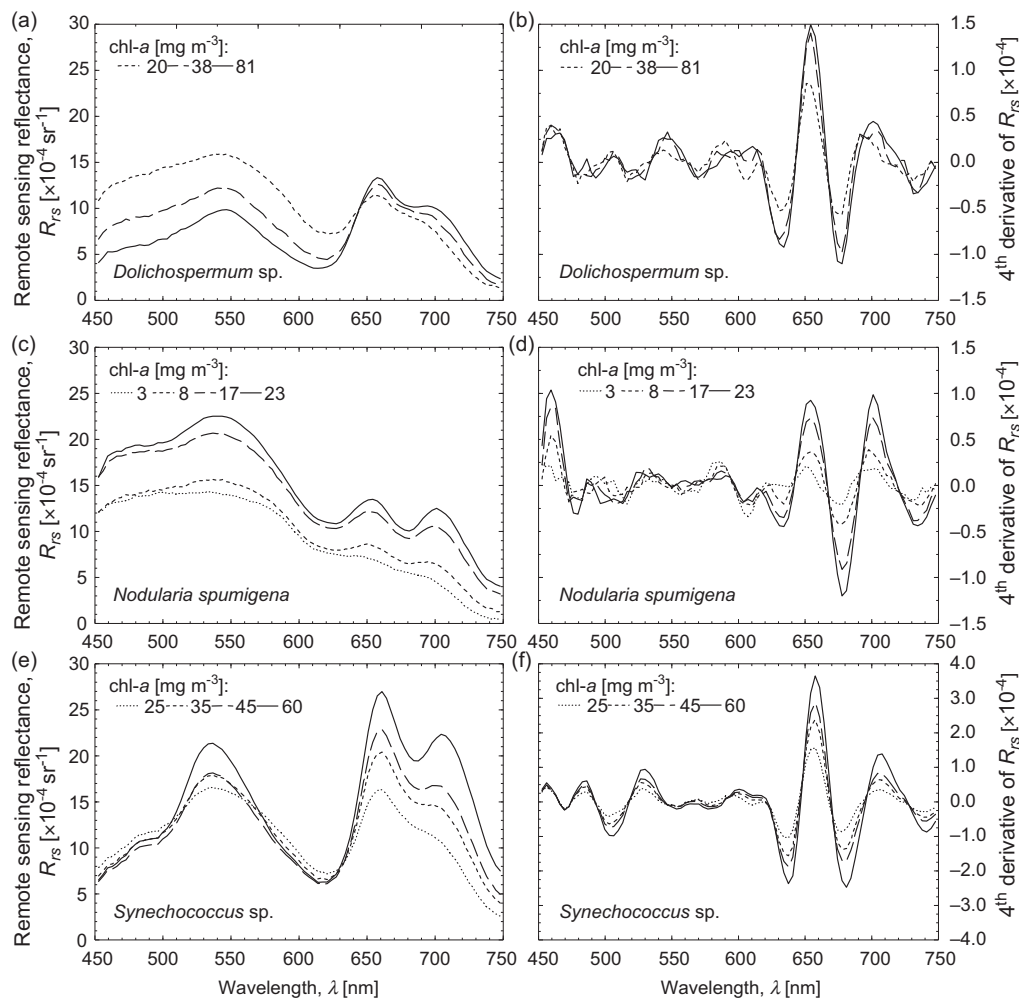 (a)
30
25
20
15
10
5
0
Remote sensing reflectance,
Rrs [×10⁻⁴ sr⁻¹]
chl-a [mg m⁻³]:
20 38 81
Dolichospermum sp.
450 500 550 600 650 700 750
(b)
chl-a [mg m⁻³]:
20 38 81
Dolichospermum sp.
1.5
1.0
0.5
0.0
–0.5
–1.0
–1.5
4th derivative of Rrs [×10⁻⁴]
450 500 550 600 650 700 750
(c)
30
25
20
15
10
5
0
Remote sensing reflectance,
Rrs [×10⁻⁴ sr⁻¹]
chl-a [mg m⁻³]:
3 8 17 23
Nodularia spumigena
450 500 550 600 650 700 750
(d)
chl-a [mg m⁻³]:
3 8 17 23
Nodularia spumigena
1.5
1.0
0.5
0.0
–0.5
–1.0
–1.5
4th derivative of Rrs [×10⁻⁴]
450 500 550 600 650 700 750
(e)
30
25
20
15
10
5
0
Remote sensing reflectance,
Rrs [×10⁻⁴ sr⁻¹]
chl-a [mg m⁻³]:
25 35 45 60
Synechococcus sp.
450 500 550 600 650 700 750
Wavelength, λ [nm]
(f)
chl-a [mg m⁻³]:
25 35 45 60
Synechococcus sp.
4.0
3.0
2.0
1.0
0.0
–1.0
–2.0
–3.0
–4.0
4th derivative of Rrs [×10⁻⁴]
450 500 550 600 650 700 750
Wavelength, λ [nm]